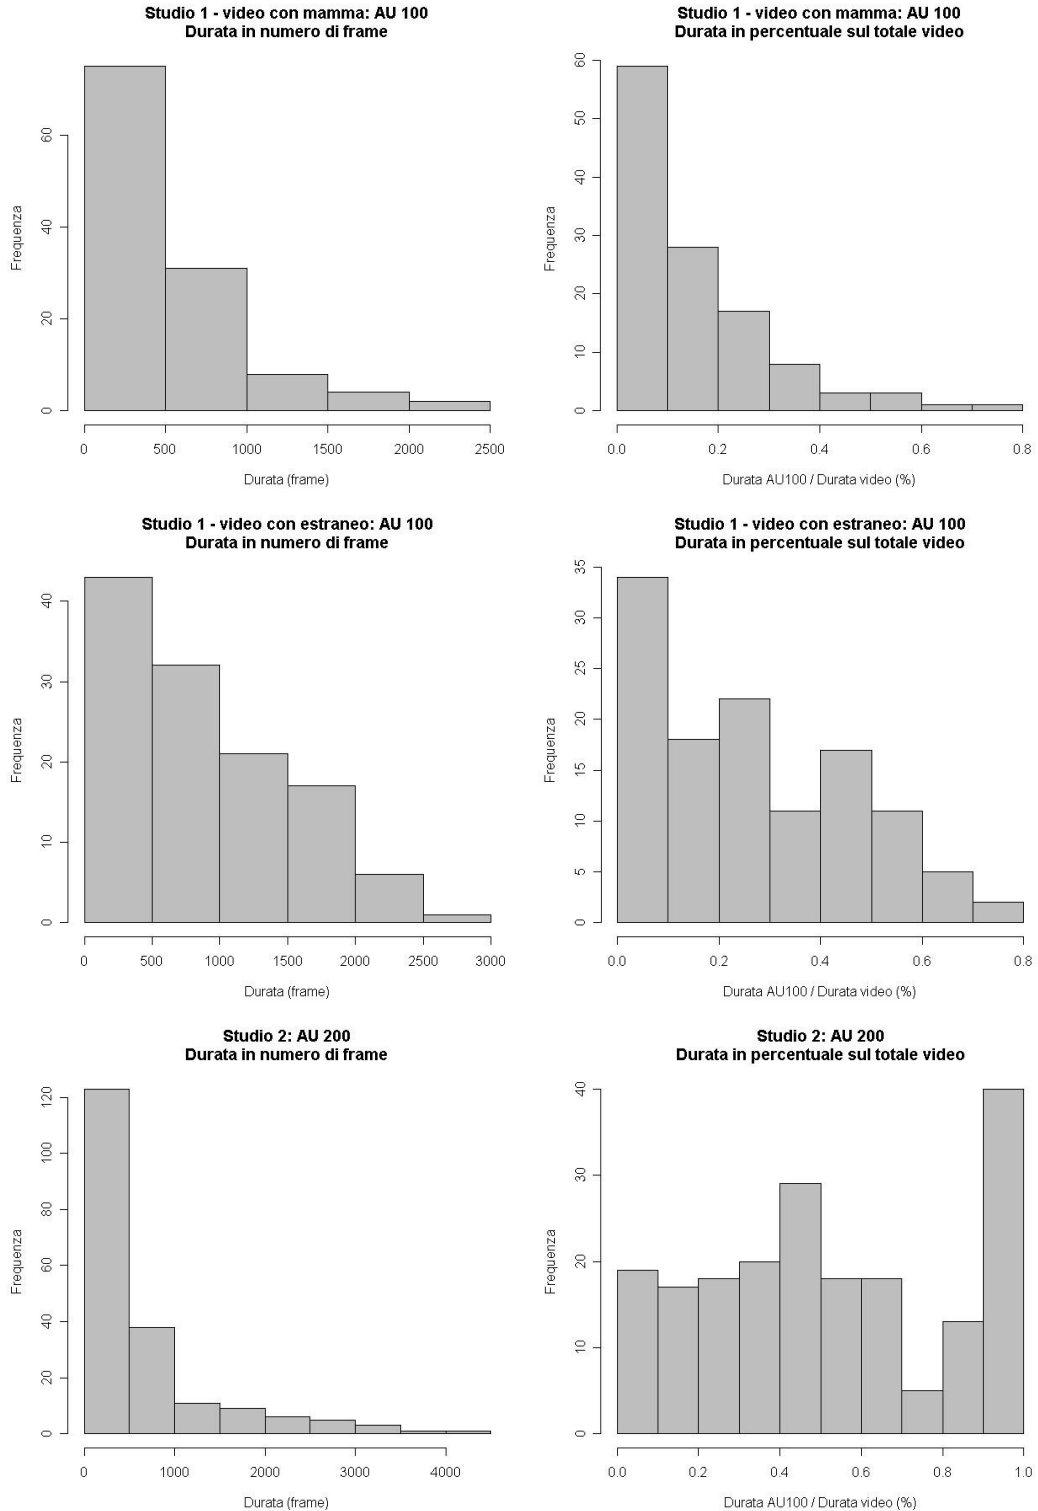 Studio 1 - video con mamma: AU 100
Durata in numero di frame
Frequenza
0
20
40
60
0
500
1000
1500
2000
2500
Durata (frame)
Studio 1 - video con mamma: AU 100
Durata in percentuale sul totale video
Frequenza
0
10
20
30
40
50
60
0.0
0.2
0.4
0.6
0.8
Durata AU100 / Durata video (%)
Studio 1 - video con estraneo: AU 100
Durata in numero di frame
Frequenza
0
10
20
30
40
0
500
1000
1500
2000
2500
3000
Durata (frame)
Studio 1 - video con estraneo: AU 100
Durata in percentuale sul totale video
Frequenza
0
5
10
15
20
25
30
35
0.0
0.2
0.4
0.6
0.8
Durata AU100 / Durata video (%)
Studio 2: AU 200
Durata in numero di frame
Frequenza
0
20
40
60
80
100
120
0
1000
2000
3000
4000
Durata (frame)
Studio 2: AU 200
Durata in percentuale sul totale video
Frequenza
0
10
20
30
40
0.0
0.2
0.4
0.6
0.8
1.0
Durata AU100 / Durata video (%)